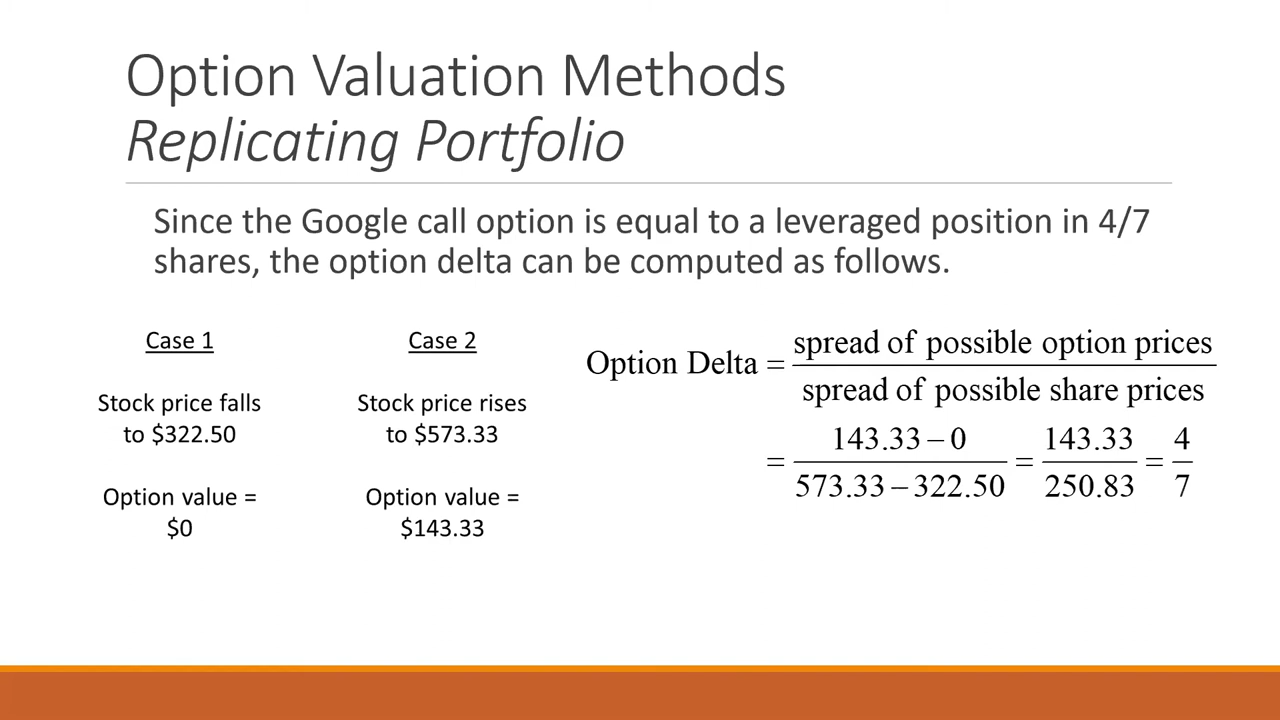 Option Valuation Methods
Replicating Portfolio
Since the Google call option is equal to a leveraged position in 4/7
shares, the option delta can be computed as follows.
Case 1
Stock price falls
to $322.50
Option value =
$0
Case 2
Stock price rises
to $573.33
Option value =
$143.33
Option Delta = spread of possible option prices / spread of possible share prices
= 143.33 – 0 / 573.33 – 322.50 = 143.33 / 250.83 = 4 / 7